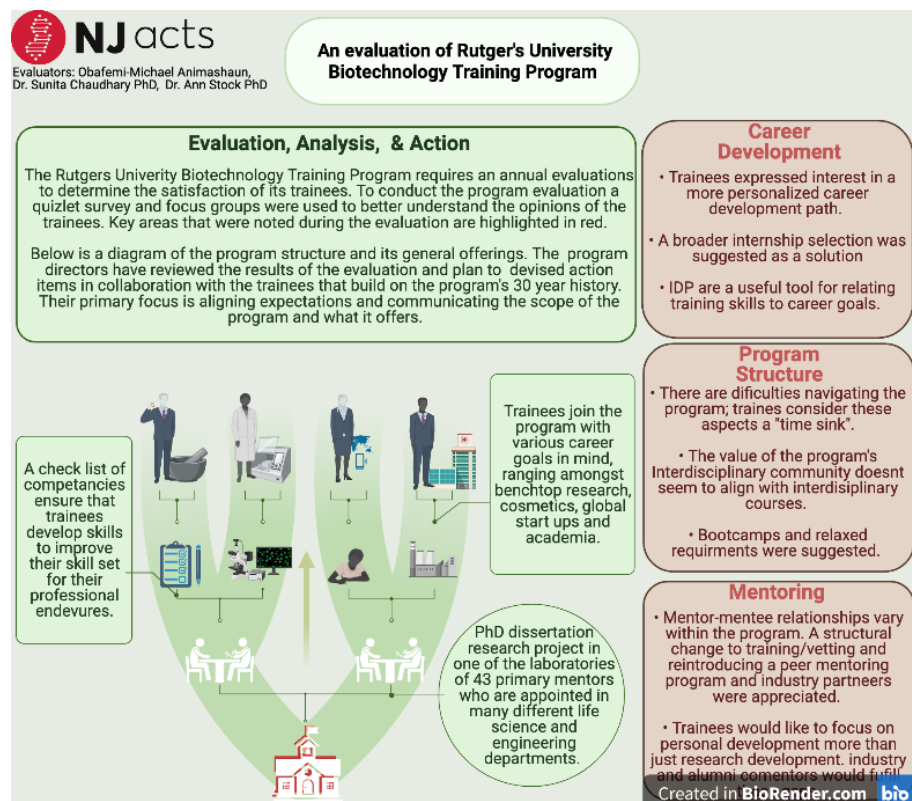 NJ acts
Evaluators: Obafemi-Michael Animashaun,
Dr. Sunita Chaudhary PhD, Dr. Ann Stock PhD
An evaluation of Rutger's University
Biotechnology Training Program
Evaluation, Analysis, & Action
The Rutgers Univerity Biotechnology Training Program requires an annual evaluations
to determine the satisfaction of its trainees. To conduct the program evaluation a
quizlet survey and focus groups were used to better understand the opinions of the
trainees. Key areas that were noted during the evaluation are highlighted in red.
Below is a diagram of the program structure and its general offerings. The program
directors have reviewed the results of the evaluation and plan to devised action
items in collaboration with the trainees that build on the program's 30 year history.
Their primary focus is aligning expectations and communicating the scope of the
program and what it offers.
Career
Development
• Trainees expressed interest in a
more personalized career
development path.
• A broader internship selection was
suggested as a solution
• IDP are a useful tool for relating
training skills to career goals.
Program
Structure
• There are dificulties navigating the
program; traines consider these
aspects a "time sink".
• The value of the program's
Interdisciplinary community doesnt
seem to align with interdisiplinary
courses.
• Bootcamps and relaxed
requirments were suggested.
Mentoring
• Mentor-mentee relationships vary
within the program. A structural
change to training/vetting and
reintroducing a peer mentoring
program and industry partneers
were appreciated.
• Trainees would like to focus on
personal development more than
just research development. industry
and alumni comentors would fufill
Trainees join the
program with
various career
goals in mind,
ranging amongst
benchtop research,
cosmetics, global
start ups and
academia.
A check list of
competancies
ensure that
trainees
develop skills
to improve
their skill set
for their
professional
endevures.
PhD dissertation
research project in
one of the laboratories
of 43 primary mentors
who are appointed in
many different life
science and
engineering
departments.
Created in BioRender.com bio